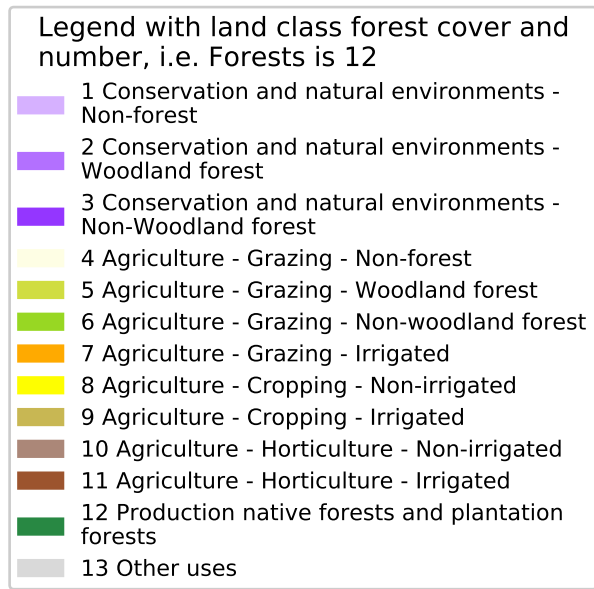 Legend with land class forest cover and
number, i.e. Forests is 12
1 Conservation and natural environments -
Non-forest
2 Conservation and natural environments -
Woodland forest
3 Conservation and natural environments -
Non-Woodland forest
4 Agriculture - Grazing - Non-forest
5 Agriculture - Grazing - Woodland forest
6 Agriculture - Grazing - Non-woodland forest
7 Agriculture - Grazing - Irrigated
8 Agriculture - Cropping - Non-irrigated
9 Agriculture - Cropping - Irrigated
10 Agriculture - Horticulture - Non-irrigated
11 Agriculture - Horticulture - Irrigated
12 Production native forests and plantation
forests
13 Other uses